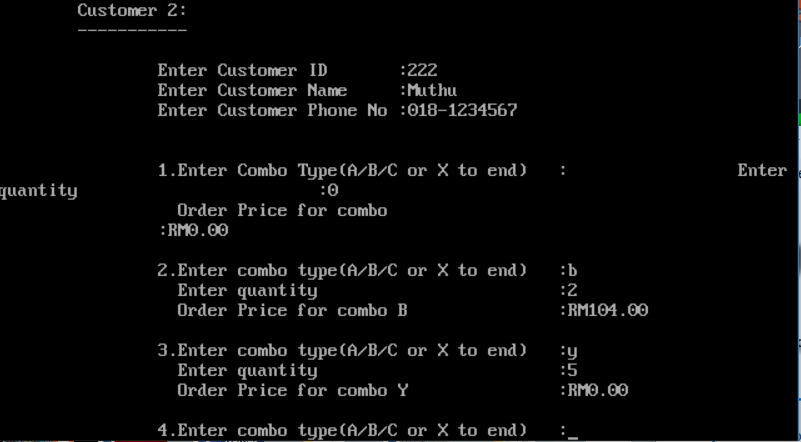 Customer 2:
-----------
Enter Customer ID :222
Enter Customer Name :Muthu
Enter Customer Phone No :018-1234567
1.Enter Combo Type(A/B/C or X to end) : Enter
quantity :0
Order Price for combo
:RM0.00
2.Enter combo type(A/B/C or X to end) :b
Enter quantity :2
Order Price for combo B :RM104.00
3.Enter combo type(A/B/C or X to end) :y
Enter quantity :5
Order Price for combo Y :RM0.00
4.Enter combo type(A/B/C or X to end) :_